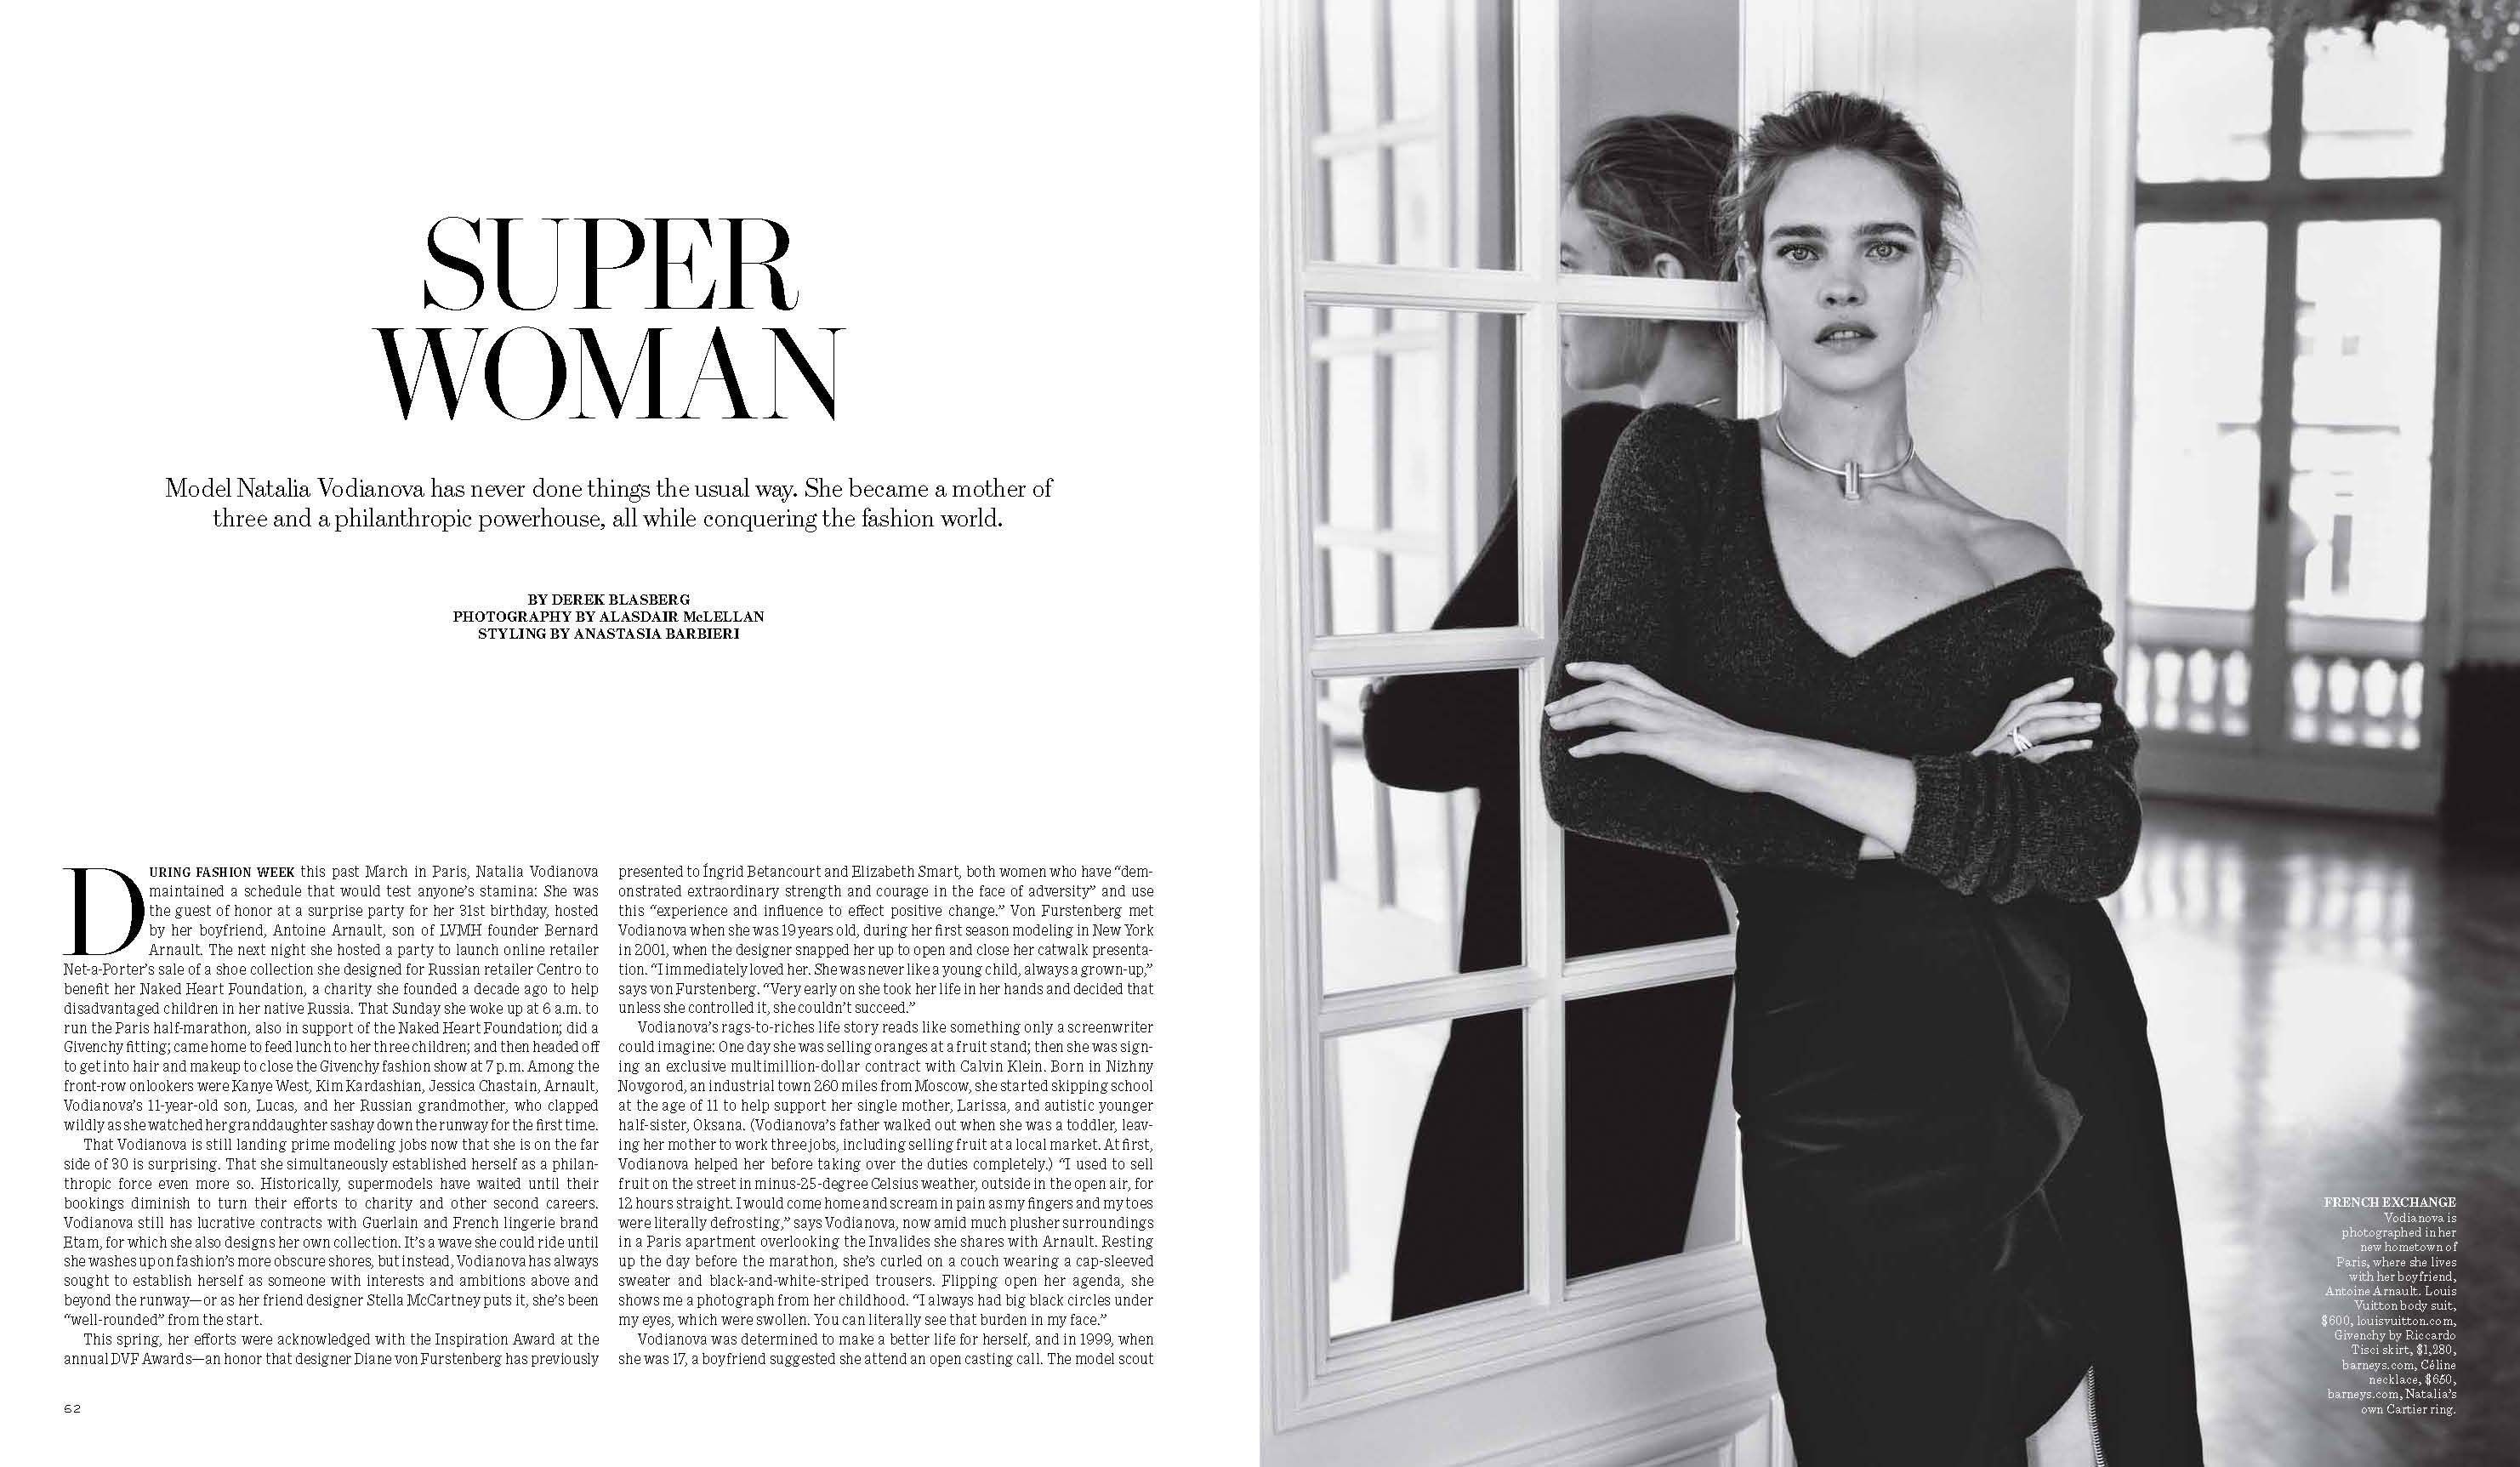 SUPER
WOMAN
Model Natalia Vodianova has never done things the usual way. She became a mother of
three and a philanthropic powerhouse, all while conquering the fashion world.
BY DEREK BLASBERG
PHOTOGRAPHY BY ALASDAIR McLELLAN
STYLING BY ANASTASIA BARBIERI
DURING FASHION WEEK this past March in Paris, Natalia Vodianova
maintained a schedule that would test anyone's stamina: She was
the guest of honor at a surprise party for her 31st birthday, hosted
by her boyfriend, Antoine Arnault, son of LVMH founder Bernard
Arnault. The next night she hosted a party to launch online retailer
Net-a-Porter's sale of a shoe collection she designed for Russian retailer Centro to
benefit her Naked Heart Foundation, a charity she founded a decade ago to help
disadvantaged children in her native Russia. That Sunday she woke up at 6 a.m. to
run the Paris half-marathon, also in support of the Naked Heart Foundation; did a
Givenchy fitting; came home to feed lunch to her three children; and then headed off
to get into hair and makeup to close the Givenchy fashion show at 7 p.m. Among the
front-row onlookers were Kanye West, Kim Kardashian, Jessica Chastain, Arnault,
Vodianova's 11-year-old son, Lucas, and her Russian grandmother, who clapped
wildly as she watched her granddaughter sashay down the runway for the first time.
That Vodianova is still landing prime modeling jobs now that she is on the far
side of 30 is surprising. That she simultaneously established herself as a philan-
thropic force even more so. Historically, supermodels have waited until their
bookings diminish to turn their efforts to charity and other second careers.
Vodianova still has lucrative contracts with Guerlain and French lingerie brand
Etam, for which she also designs her own collection. It's a wave she could ride until
she washes up on fashion's more obscure shores, but instead, Vodianova has always
sought to establish herself as someone with interests and ambitions above and
beyond the runway—or as her friend designer Stella McCartney puts it, she's been
“well-rounded” from the start.
This spring, her efforts were acknowledged with the Inspiration Award at the
annual DVF Awards—an honor that designer Diane von Furstenberg has previously
presented to Íngrid Betancourt and Elizabeth Smart, both women who have “dem-
onstrated extraordinary strength and courage in the face of adversity” and use
this “experience and influence to effect positive change.” Von Furstenberg met
Vodianova when she was 19 years old, during her first season modeling in New York
in 2001, when the designer snapped her up to open and close her catwalk presenta-
tion. “I immediately loved her. She was never like a young child, always a grown-up,”
says von Furstenberg. “Very early on she took her life in her hands and decided that
unless she controlled it, she couldn't succeed.”
Vodianova's rags-to-riches life story reads like something only a screenwriter
could imagine: One day she was selling oranges at a fruit stand; then she was sign-
ing an exclusive multimillion-dollar contract with Calvin Klein. Born in Nizhny
Novgorod, an industrial town 260 miles from Moscow, she started skipping school
at the age of 11 to help support her single mother, Larissa, and autistic younger
half-sister, Oksana. (Vodianova's father walked out when she was a toddler, leav-
ing her mother to work three jobs, including selling fruit at a local market. At first,
Vodianova helped her before taking over the duties completely.) “I used to sell
fruit on the street in minus-25-degree Celsius weather, outside in the open air, for
12 hours straight. I would come home and scream in pain as my fingers and my toes
were literally defrosting,” says Vodianova, now amid much plusher surroundings
in a Paris apartment overlooking the Invalides she shares with Arnault. Resting
up the day before the marathon, she's curled on a couch wearing a cap-sleeved
sweater and black-and-white-striped trousers. Flipping open her agenda, she
shows me a photograph from her childhood. “I always had big black circles under
my eyes, which were swollen. You can literally see that burden in my face.”
Vodianova was determined to make a better life for herself, and in 1999, when
she was 17, a boyfriend suggested she attend an open casting call. The model scout
62
FRENCH EXCHANGE
Vodianova is
photographed in her
new hometown of
Paris, where she lives
with her boyfriend,
Antoine Arnault. Louis
Vuitton body suit,
$600, louisvuitton.com,
Givenchy by Riccardo
Tisci skirt, $1,280,
barneys.com, Céline
necklace, $650,
barneys.com, Natalia's
own Cartier ring.